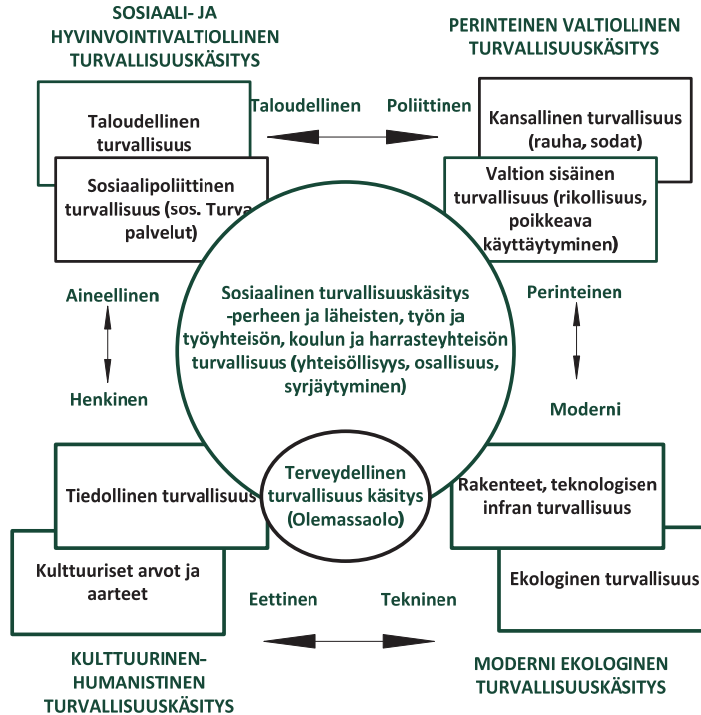 SOSIAALI- JA
HYVINVOINTIVALTIOLLINEN
TURVALLISUUSKÄSITYS
PERINTEINEN VALTIOLLINEN
TURVALLISUUSKÄSITYS
Taloudellinen
turvallisuus
Sosiaalipoliittinen
turvallisuus (sos. Turva
palvelut)
Taloudellinen
Poliittinen
Kansallinen turvallisuus
(rauha, sodat)
Valtion sisäinen
turvallisuus (rikollisuus,
poikkeava
käyttäytyminen)
Aineellinen
Henkinen
Sosiaalinen turvallisuuskäsitys
-perheen ja läheisten, työn ja
työyhteisön, koulun ja harrasteyhteisön
turvallisuus (yhteisöllisyys, osallisuus,
syrjäytyminen)
Perinteinen
Moderni
Tiedollinen turvallisuus
Kulttuuriset arvot ja
aarteet
Terveydellinen
turvallisuus käsitys
(Olemassaolo)
Rakenteet, teknologisen
infran turvallisuus
Ekologinen turvallisuus
Eettinen
Tekninen
KULTTUURINEN-
HUMANISTINEN
TURVALLISUUSKÄSITYS
MODERNI EKOLOGINEN
TURVALLISUUSKÄSITYS